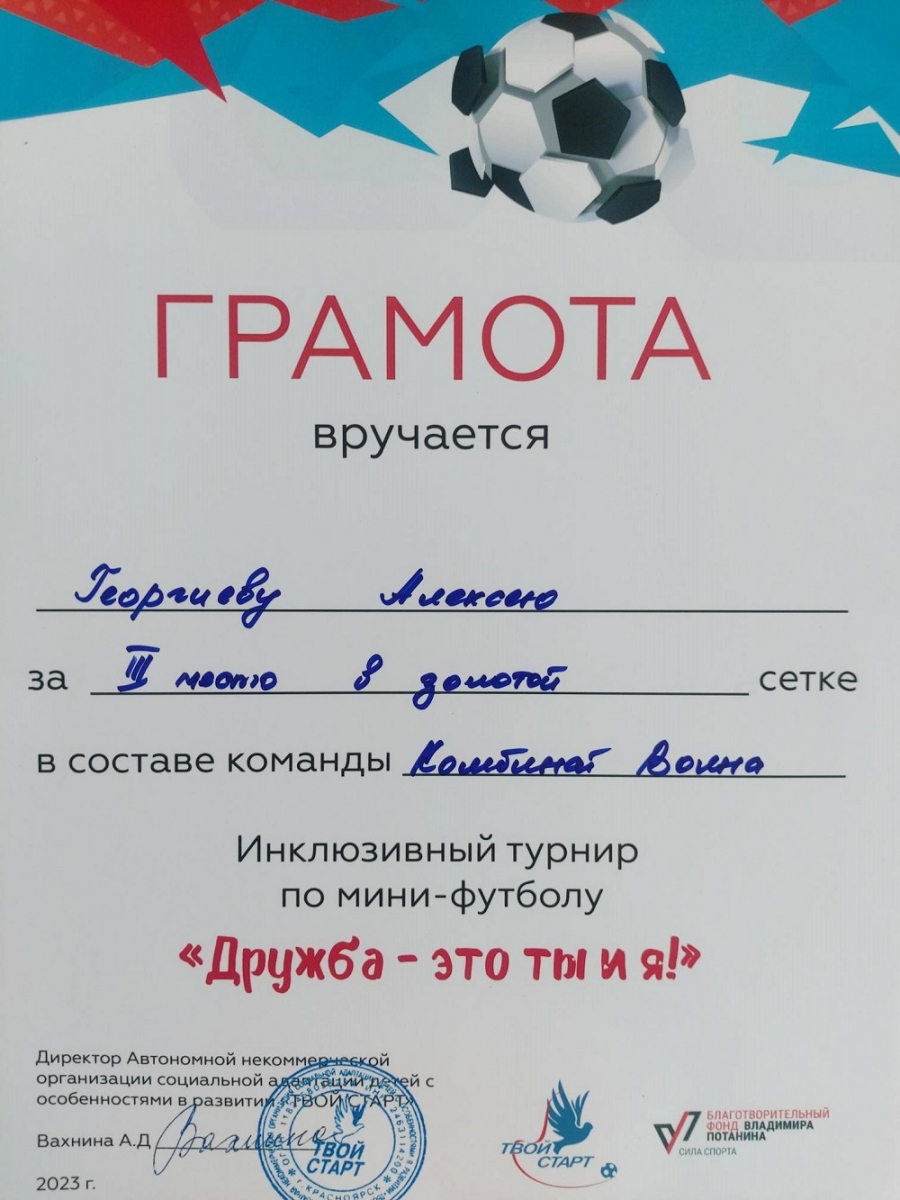 ГРАМОТА
вручается
Георгиеву Алексею
за III место в золотой сетке
в составе команды Комбинат Волна
Инклюзивный турнир
по мини-футболу
«Дружба - это ты и я!»
Директор Автономной некоммерческой
организации социальной адаптации детей с
особенностями в развитии "ТВОЙ СТАРТ"
Вахнина А.Д
2023 г.
ТВОЙ
СТАРТ
г.КРАСНОЯРСК
ТВОЙ
СТАРТ
БЛАГОТВОРИТЕЛЬНЫЙ
ФОНД ВЛАДИМИРА
ПОТАНИНА
СИЛА СПОРТА